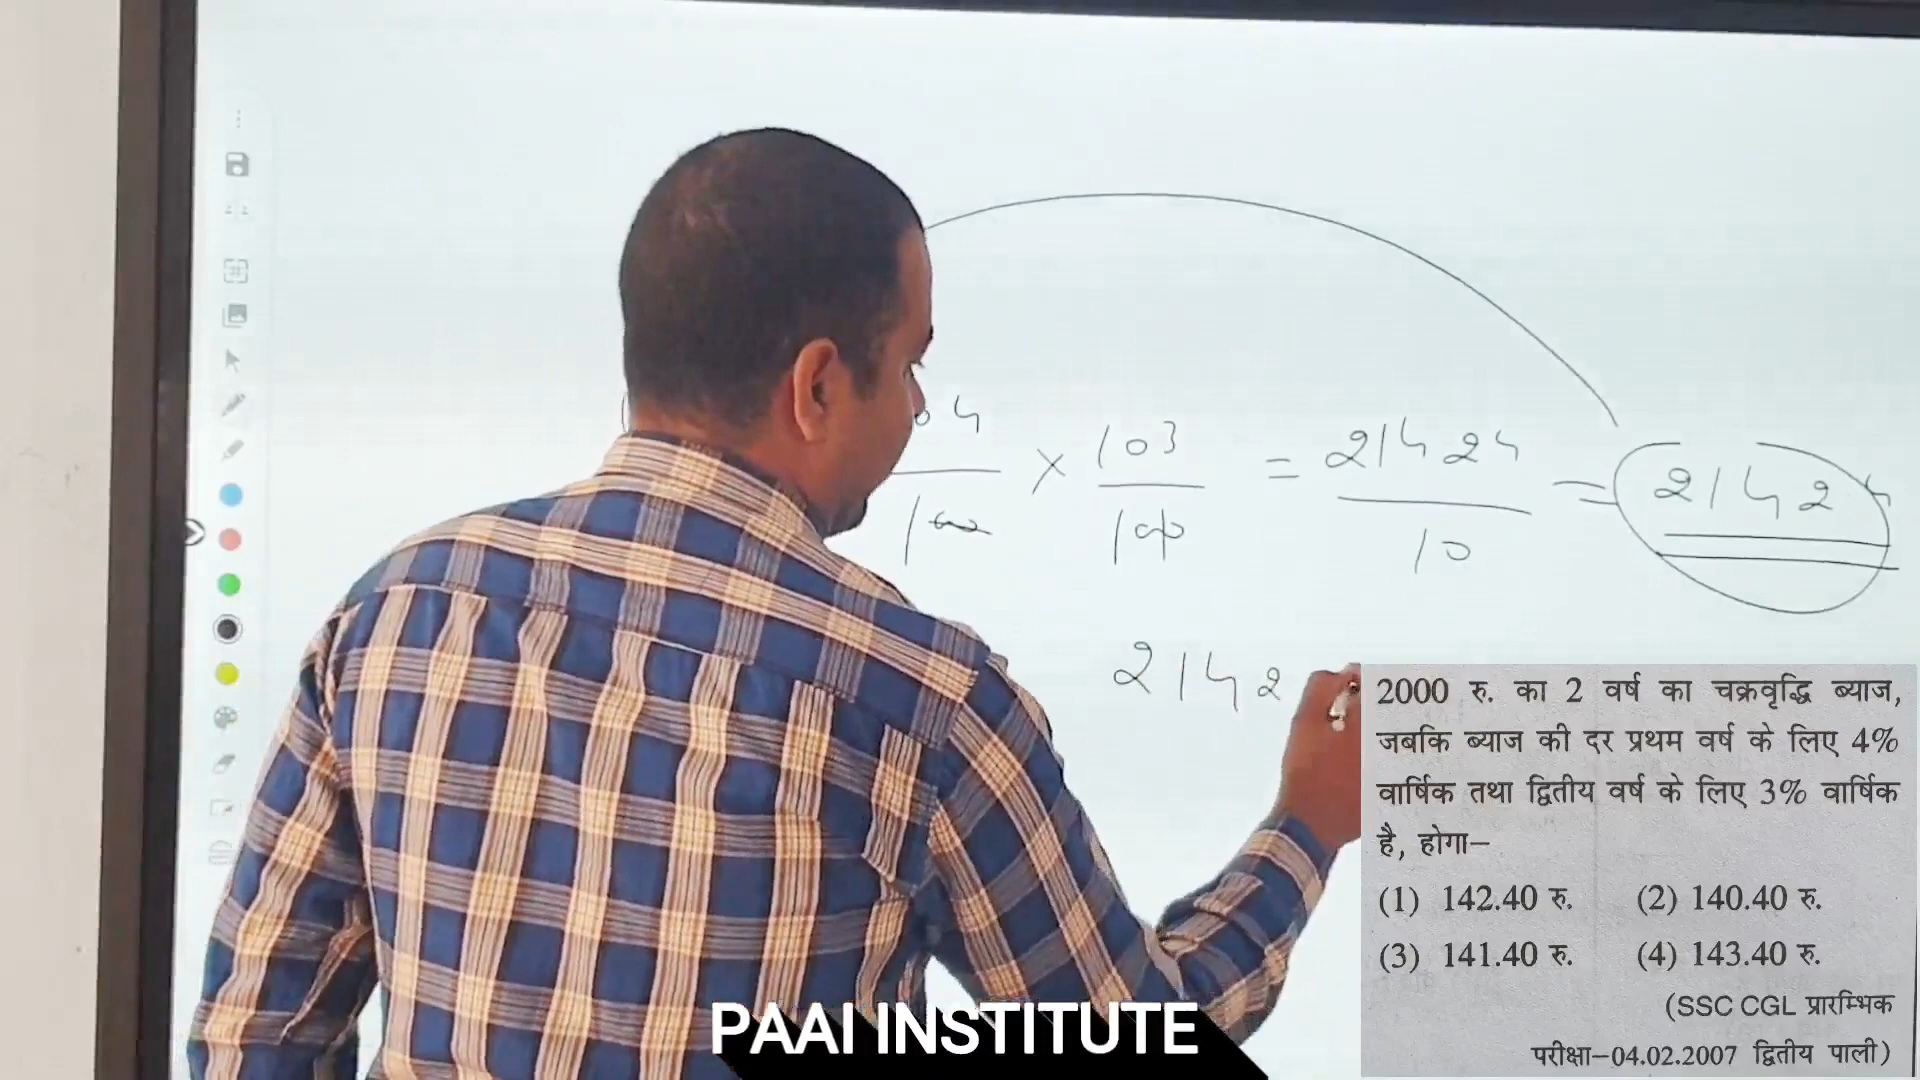 04 × 103 = 21424 = 21424
100 100 10
2142
2000 रु. का 2 वर्ष का चक्रवृद्धि ब्याज,
जबकि ब्याज की दर प्रथम वर्ष के लिए 4%
वार्षिक तथा द्वितीय वर्ष के लिए 3% वार्षिक
है, होगा–
(1) 142.40 रु. (2) 140.40 रु.
(3) 141.40 रु. (4) 143.40 रु.
(SSC CGL प्रारम्भिक
परीक्षा–04.02.2007 द्वितीय पाली)
PAAI INSTITUTE